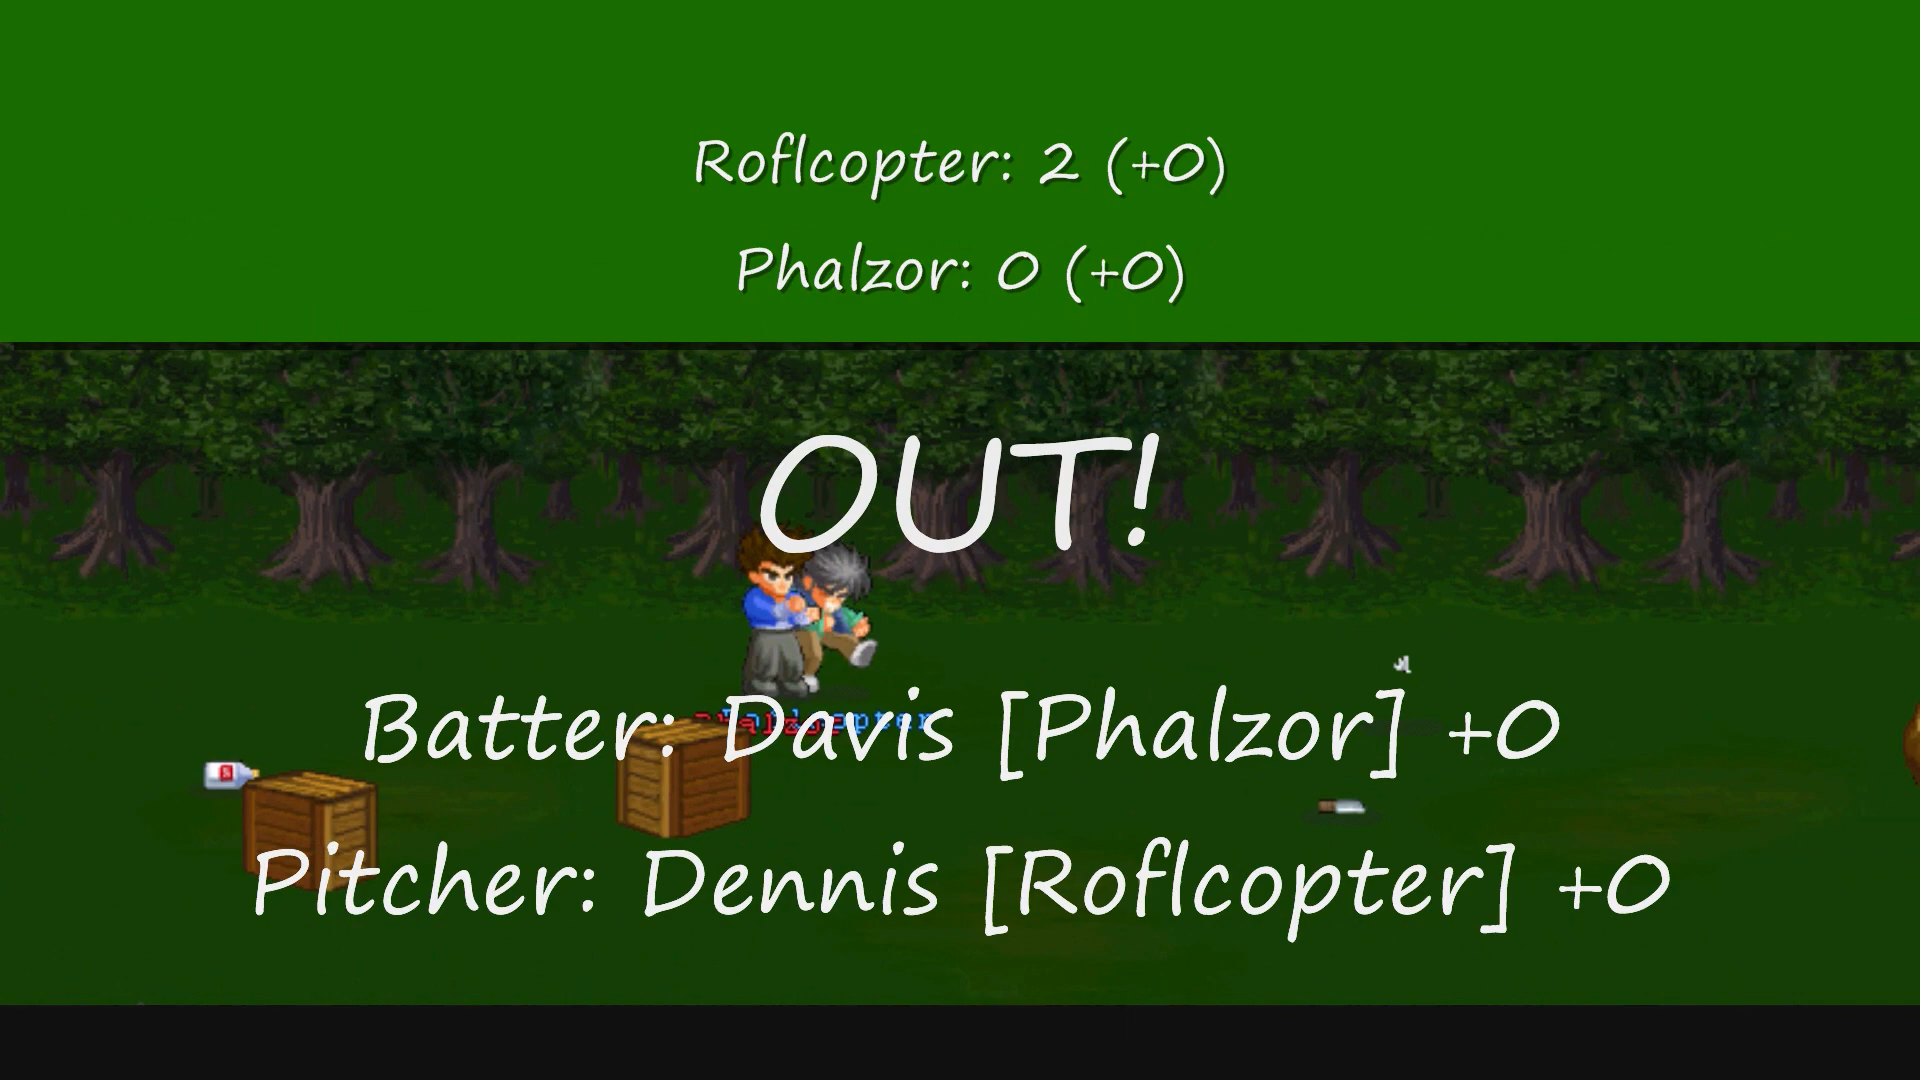 Roflcopter: 2 (+0)
Phalzor: 0 (+0)
OUT!
Batter: Davis [Phalzor] +0
Pitcher: Dennis [Roflcopter] +0